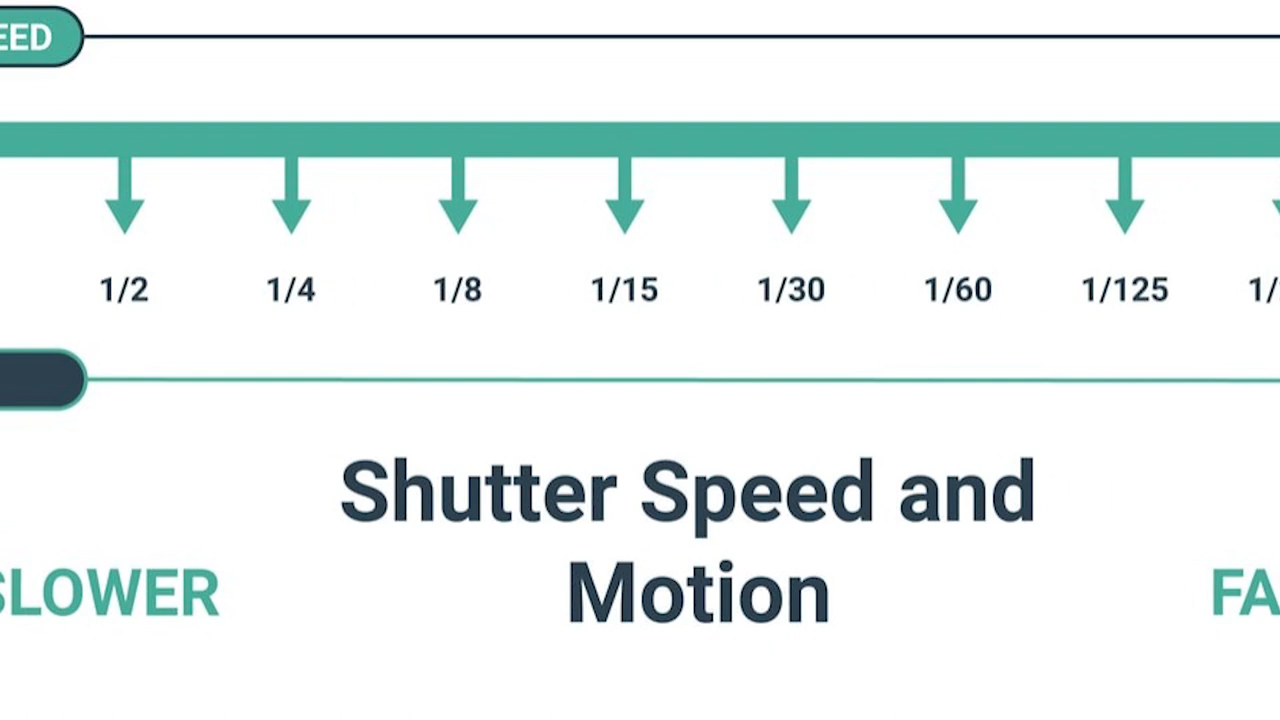 EED
1/2 1/4 1/8 1/15 1/30 1/60 1/125 1/
Shutter Speed and
Motion
SLOWER FA